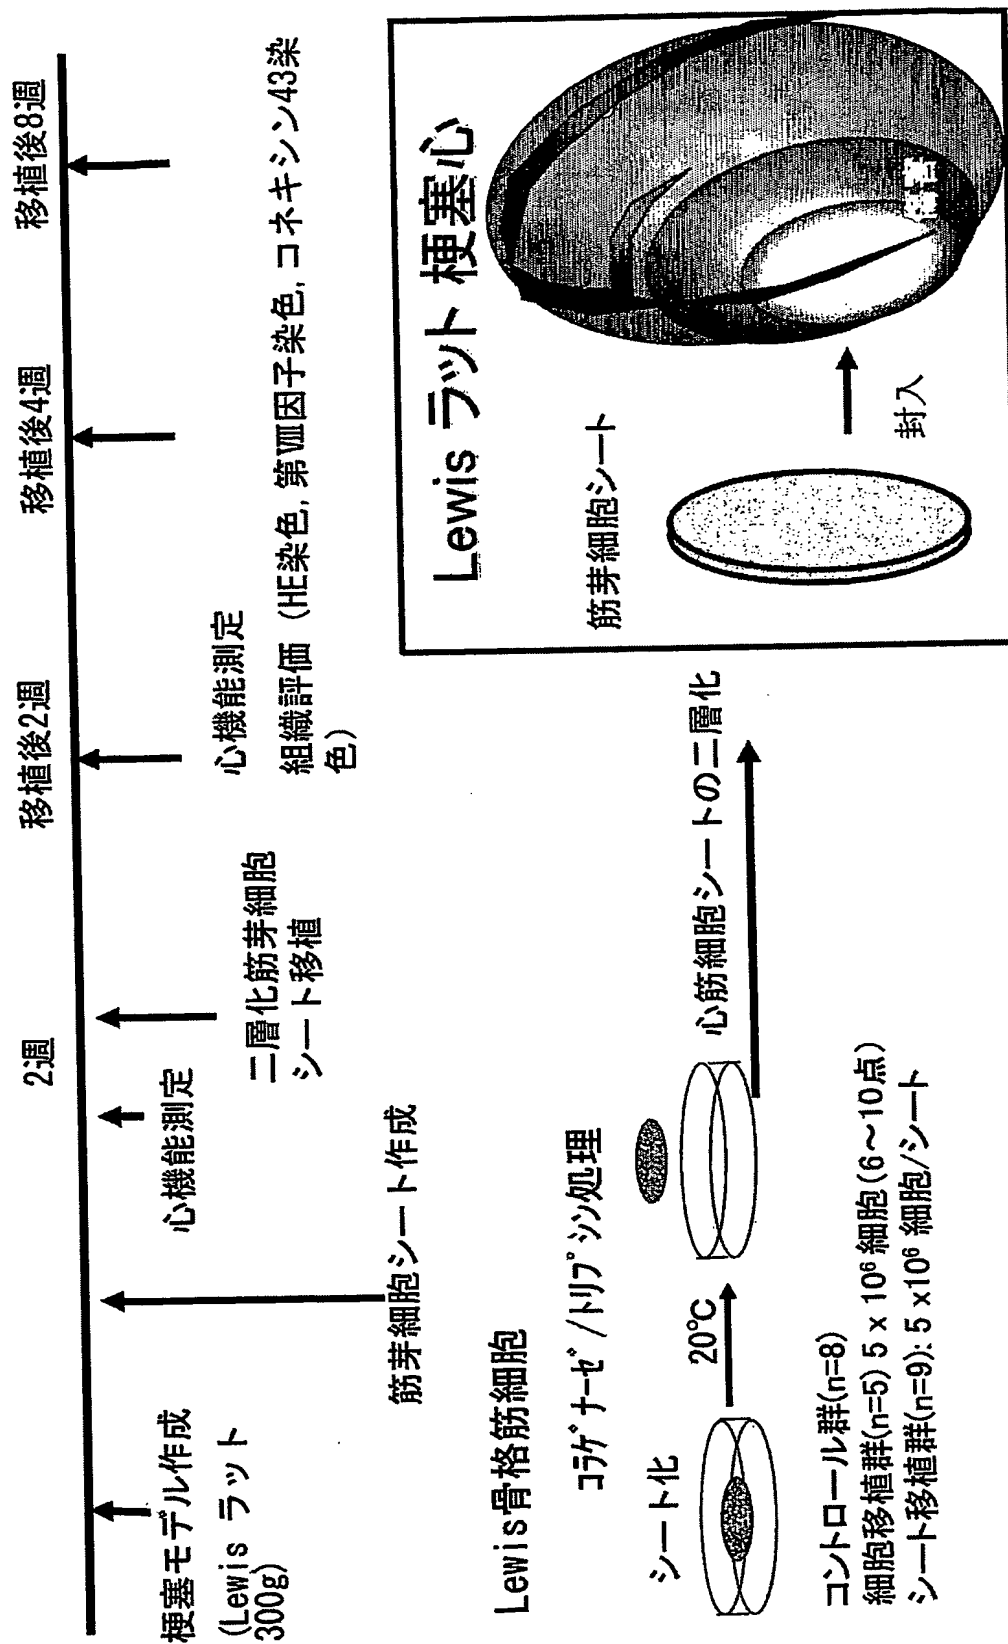 2週
移植後2週
移植後4週
移植後8週
梗塞モデル作成
(Lewis ラット
300g)
筋芽細胞シート作成
心機能測定
二層化筋芽細胞
シート移植
心機能測定
組織評価 (HE染色, 第Ⅷ因子染色, コネキシン43染
色)
Lewis骨格筋細胞
コラゲナーゼ/トリプシン処理
シート化
20℃
心筋細胞シートの二層化
コントロール群(n=8)
細胞移植群(n=5) 5 x 10⁶ 細胞(6～10点)
シート移植群(n=9): 5 x10⁶ 細胞/シート
Lewis ラット 梗塞心
筋芽細胞シート
封入